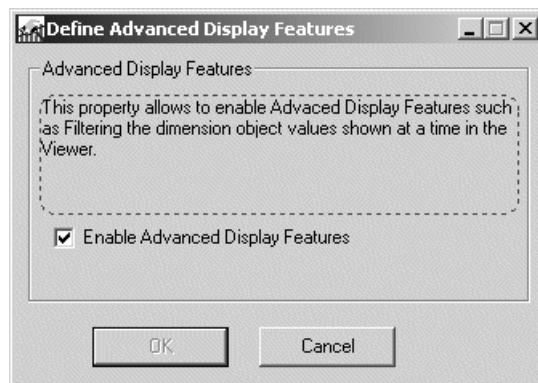 Define Advanced Display Features
Advanced Display Features
This property allows to enable Advaced Display Features such
as Filtering the dimension object values shown at a time in the
Viewer.
Enable Advanced Display Features
OK
Cancel